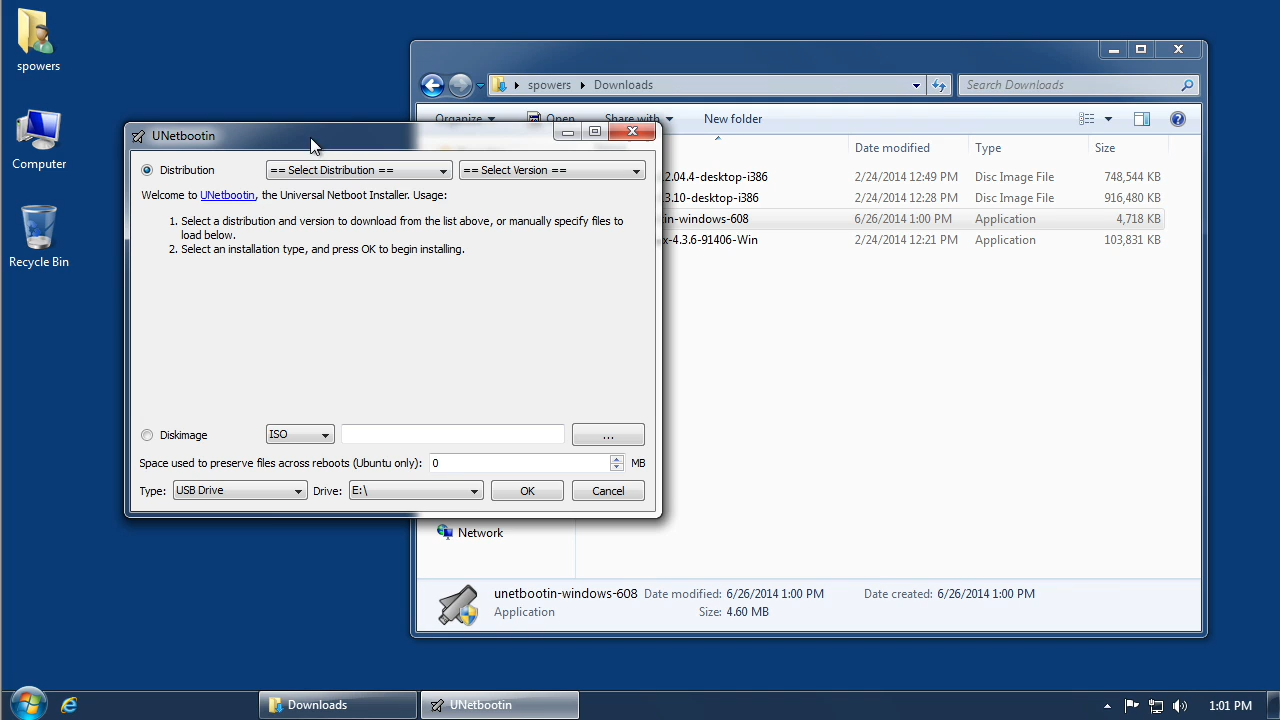 spowers
Computer
Recycle Bin
spowers
Downloads
Search Downloads
Organize
Open
Share with
New folder
Date modified
Type
Size
2.04.4-desktop-i386
2/24/2014 12:49 PM
Disc Image File
748,544 KB
3.10-desktop-i386
2/24/2014 12:28 PM
Disc Image File
916,480 KB
in-windows-608
6/26/2014 1:00 PM
Application
4,718 KB
x-4.3.6-91406-Win
2/24/2014 12:21 PM
Application
103,831 KB
UNetbootin
Distribution
== Select Distribution ==
== Select Version ==
Welcome to UNetbootin, the Universal Netboot Installer. Usage:
1. Select a distribution and version to download from the list above, or manually specify files to
load below.
2. Select an installation type, and press OK to begin installing.
Diskimage
ISO
...
Space used to preserve files across reboots (Ubuntu only):
0
MB
Type:
USB Drive
Drive:
E:\
OK
Cancel
Network
unetbootin-windows-608
Date modified: 6/26/2014 1:00 PM
Date created: 6/26/2014 1:00 PM
Application
Size: 4.60 MB
Downloads
UNetbootin
1:01 PM